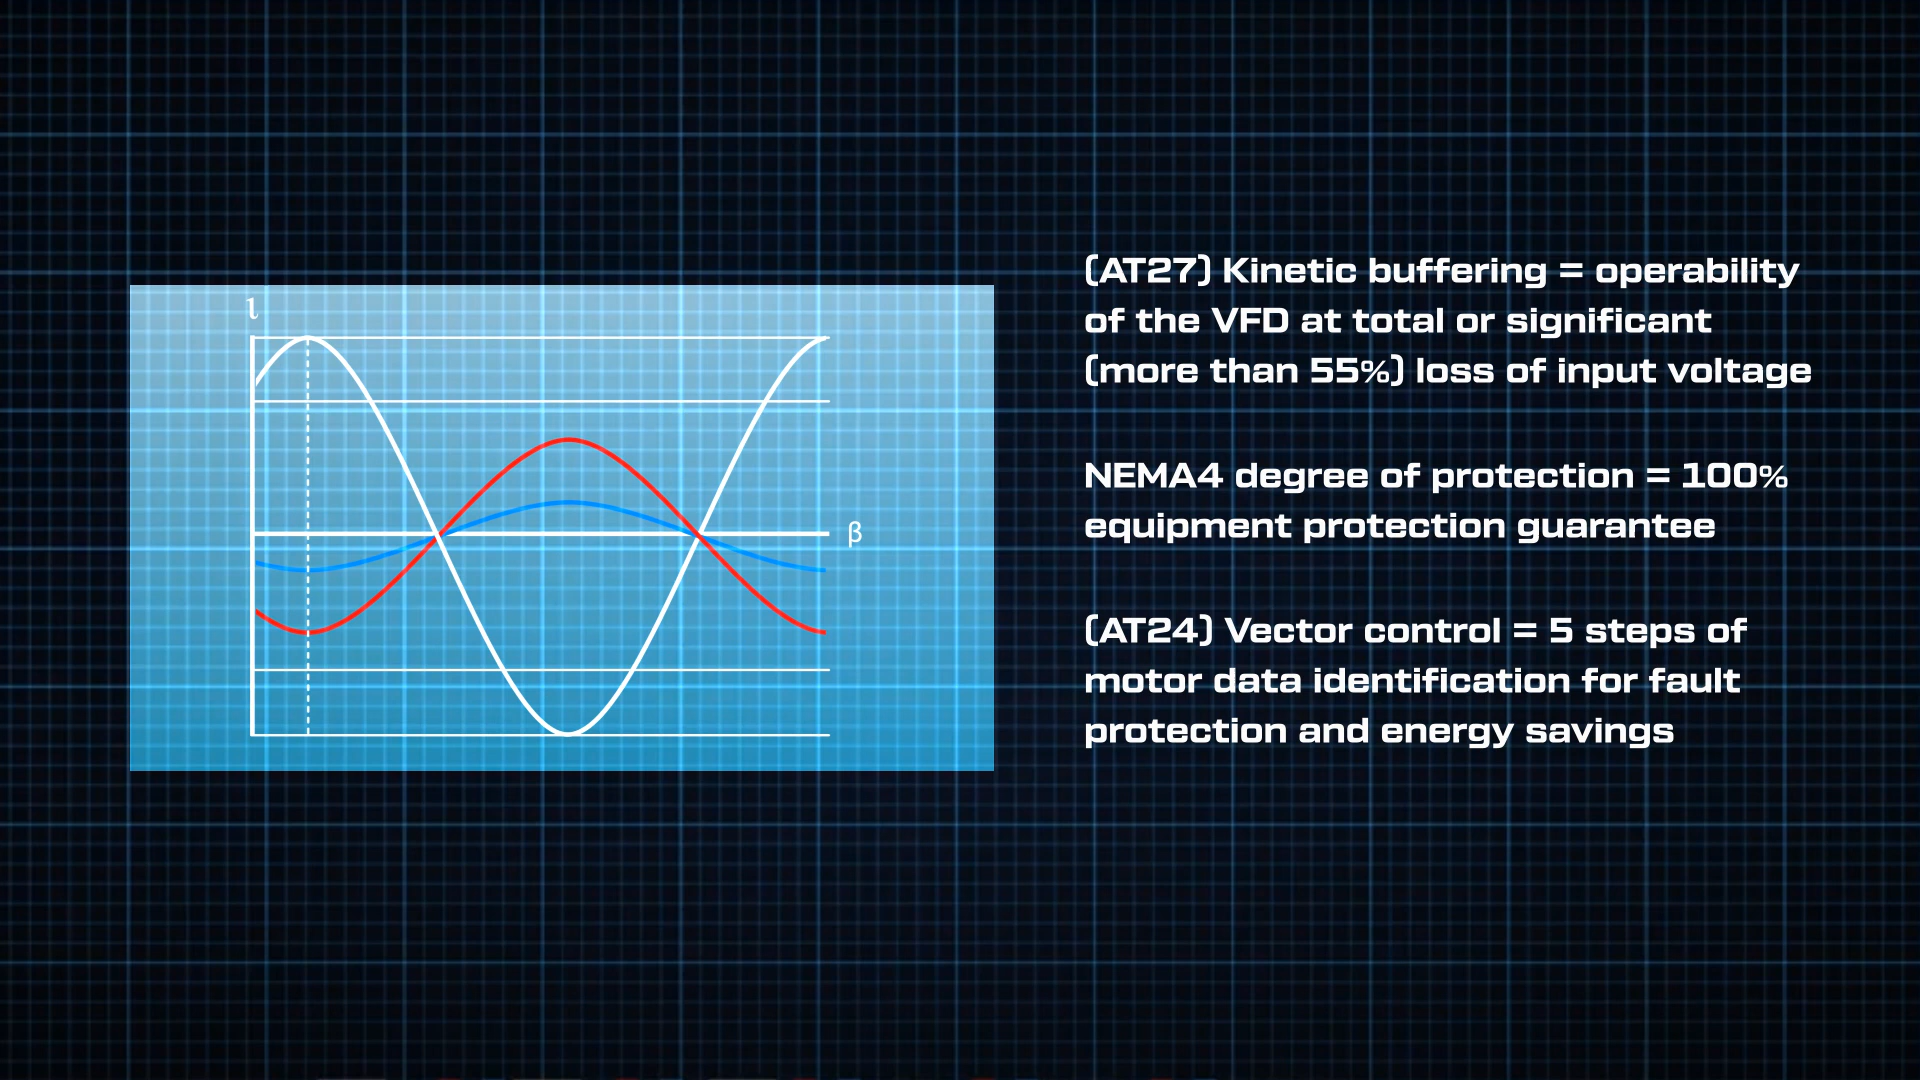 ι
β
(AT27) Kinetic buffering = operability
of the VFD at total or significant
(more than 55%) loss of input voltage
NEMA4 degree of protection = 100%
equipment protection guarantee
(AT24) Vector control = 5 steps of
motor data identification for fault
protection and energy savings